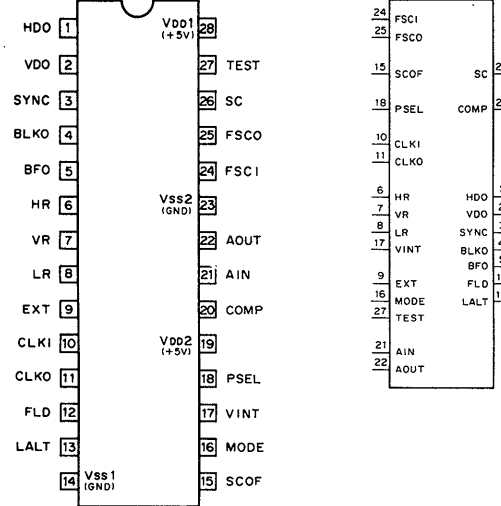 HDO 1 VDD1 (+5V) 28
VDO 2 27 TEST
SYNC 3 26 SC
BLKO 4 25 FSCO
BFO 5 24 FSCI
HR 6 VSS2 (GND) 23
VR 7 22 AOUT
LR 8 21 AIN
EXT 9 20 COMP
CLKI 10 VDD2 (+5V) 19
CLKO 11 18 PSEL
FLD 12 17 VINT
LALT 13 16 MODE
14 VSS1 (GND) 15 SCOF
24 FSCI
25 FSCO
15 SCOF SC
18 PSEL COMP
10 CLKI
11 CLKO
6 HR HDO
7 VR VDO
8 LR SYNC
17 VINT BLKO
BFO
9 EXT FLD
16 MODE LALT
27 TEST
21 AIN
22 AOUT